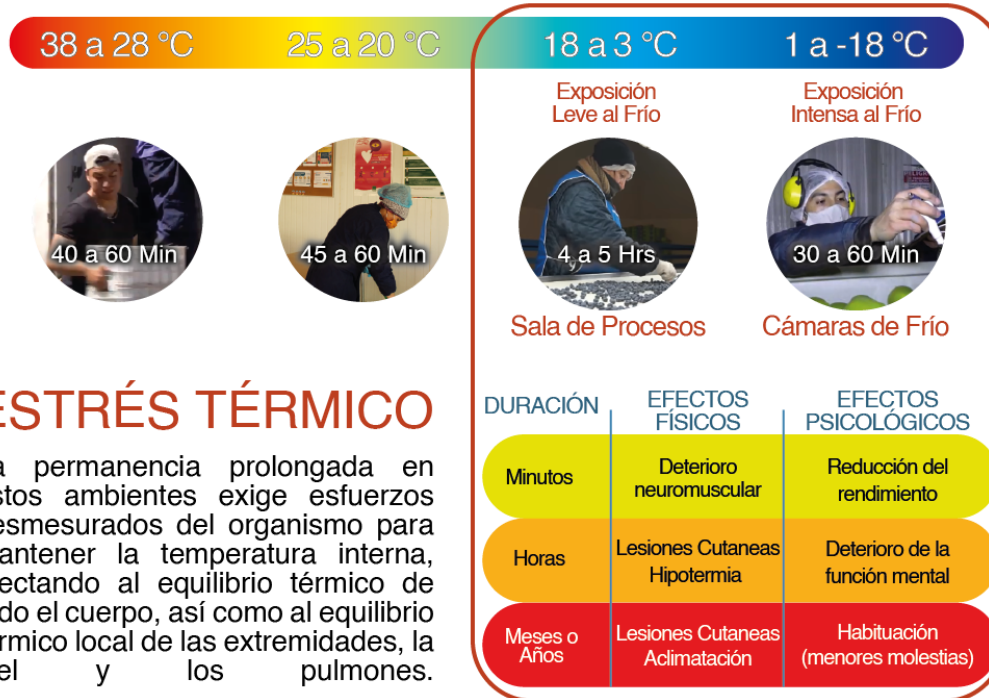 38 a 28 °C
25 a 20 °C
18 a 3 °C
1 a -18 °C
Exposición
Leve al Frío
Exposición
Intensa al Frío
40 a 60 Min
45 a 60 Min
4 a 5 Hrs
30 a 60 Min
Sala de Procesos
Cámaras de Frío
ESTRÉS TÉRMICO
a permanencia prolongada en
stos ambientes exige esfuerzos
esmesurados del organismo para
antener la temperatura interna,
ectando al equilibrio térmico de
do el cuerpo, así como al equilibrio
rmico local de las extremidades, la
el y los pulmones.
DURACIÓN
EFECTOS
FÍSICOS
EFECTOS
PSICOLÓGICOS
Minutos
Deterioro
neuromuscular
Reducción del
rendimiento
Horas
Lesiones Cutaneas
Hipotermia
Deterioro de la
función mental
Meses o
Años
Lesiones Cutaneas
Aclimatación
Habituación
(menores molestias)